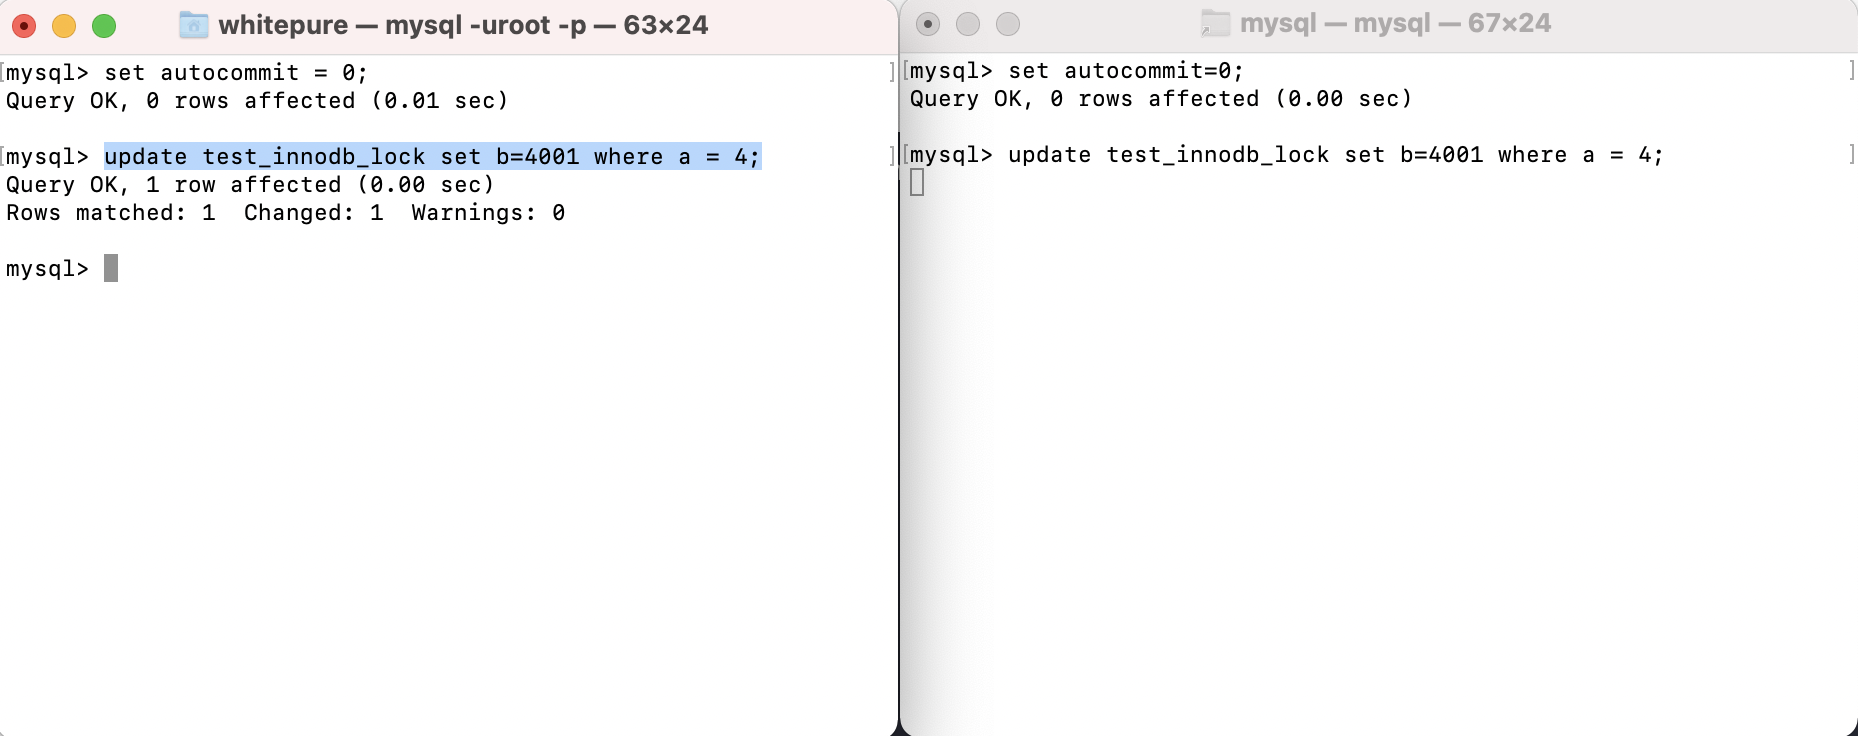 whitepure — mysql -uroot -p — 63×24
mysql> set autocommit = 0;
Query OK, 0 rows affected (0.01 sec)
mysql> update test_innodb_lock set b=4001 where a = 4;
Query OK, 1 row affected (0.00 sec)
Rows matched: 1  Changed: 1  Warnings: 0
mysql>
mysql — mysql — 67×24
mysql> set autocommit=0;
Query OK, 0 rows affected (0.00 sec)
mysql> update test_innodb_lock set b=4001 where a = 4;